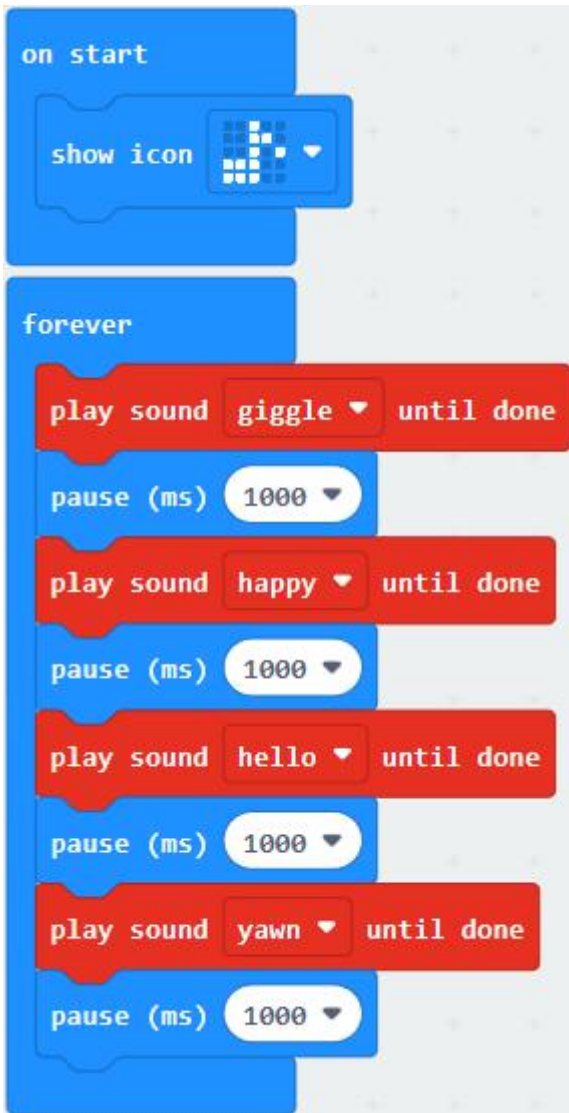 on start
show icon
forever
play sound giggle until done
pause (ms) 1000
play sound happy until done
pause (ms) 1000
play sound hello until done
pause (ms) 1000
play sound yawn until done
pause (ms) 1000